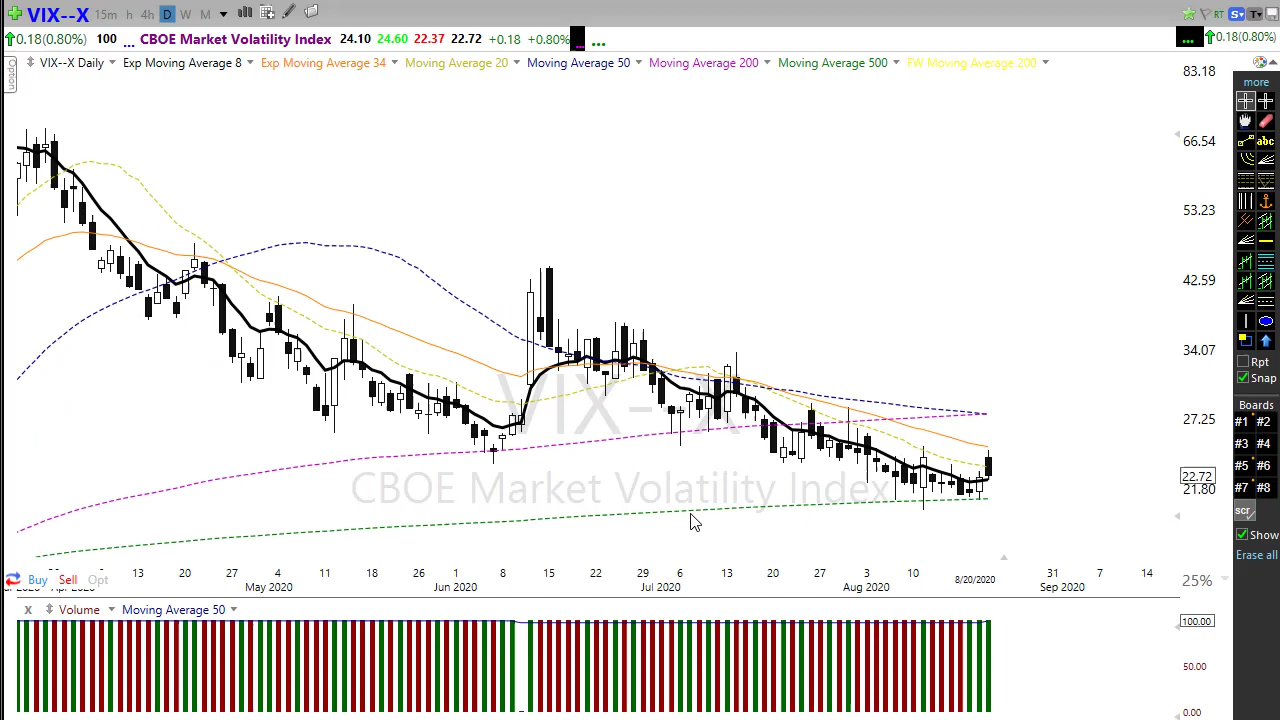 VIX--X 15m h 4h D W M RT S T
0.18(0.80%) 100 ... CBOE Market Volatility Index 24.10 24.60 22.37 22.72 +0.18 +0.80% ... ... 0.18(0.80%)
Option VIX--X Daily Exp Moving Average 8 Exp Moving Average 34 Moving Average 20 Moving Average 50 Moving Average 200 Moving Average 500 FW Moving Average 200
83.18
66.54
53.23
42.59
34.07
27.25
22.72
21.80
more
abc
Rpt
Snap
Boards
#1 #2
#3 #4
#5 #6
#7 #8
scr
Show
Erase all
VIX--X
CBOE Market Volatility Index
13 20 27 4 11 18 26 1 8 15 22 29 6 13 20 27 3 10 8/20/2020 31 7 14
May 2020 Jun 2020 Jul 2020 Aug 2020 Sep 2020
Buy Sell Opt 25%
X Volume Moving Average 50
100.00
50.00
0.00